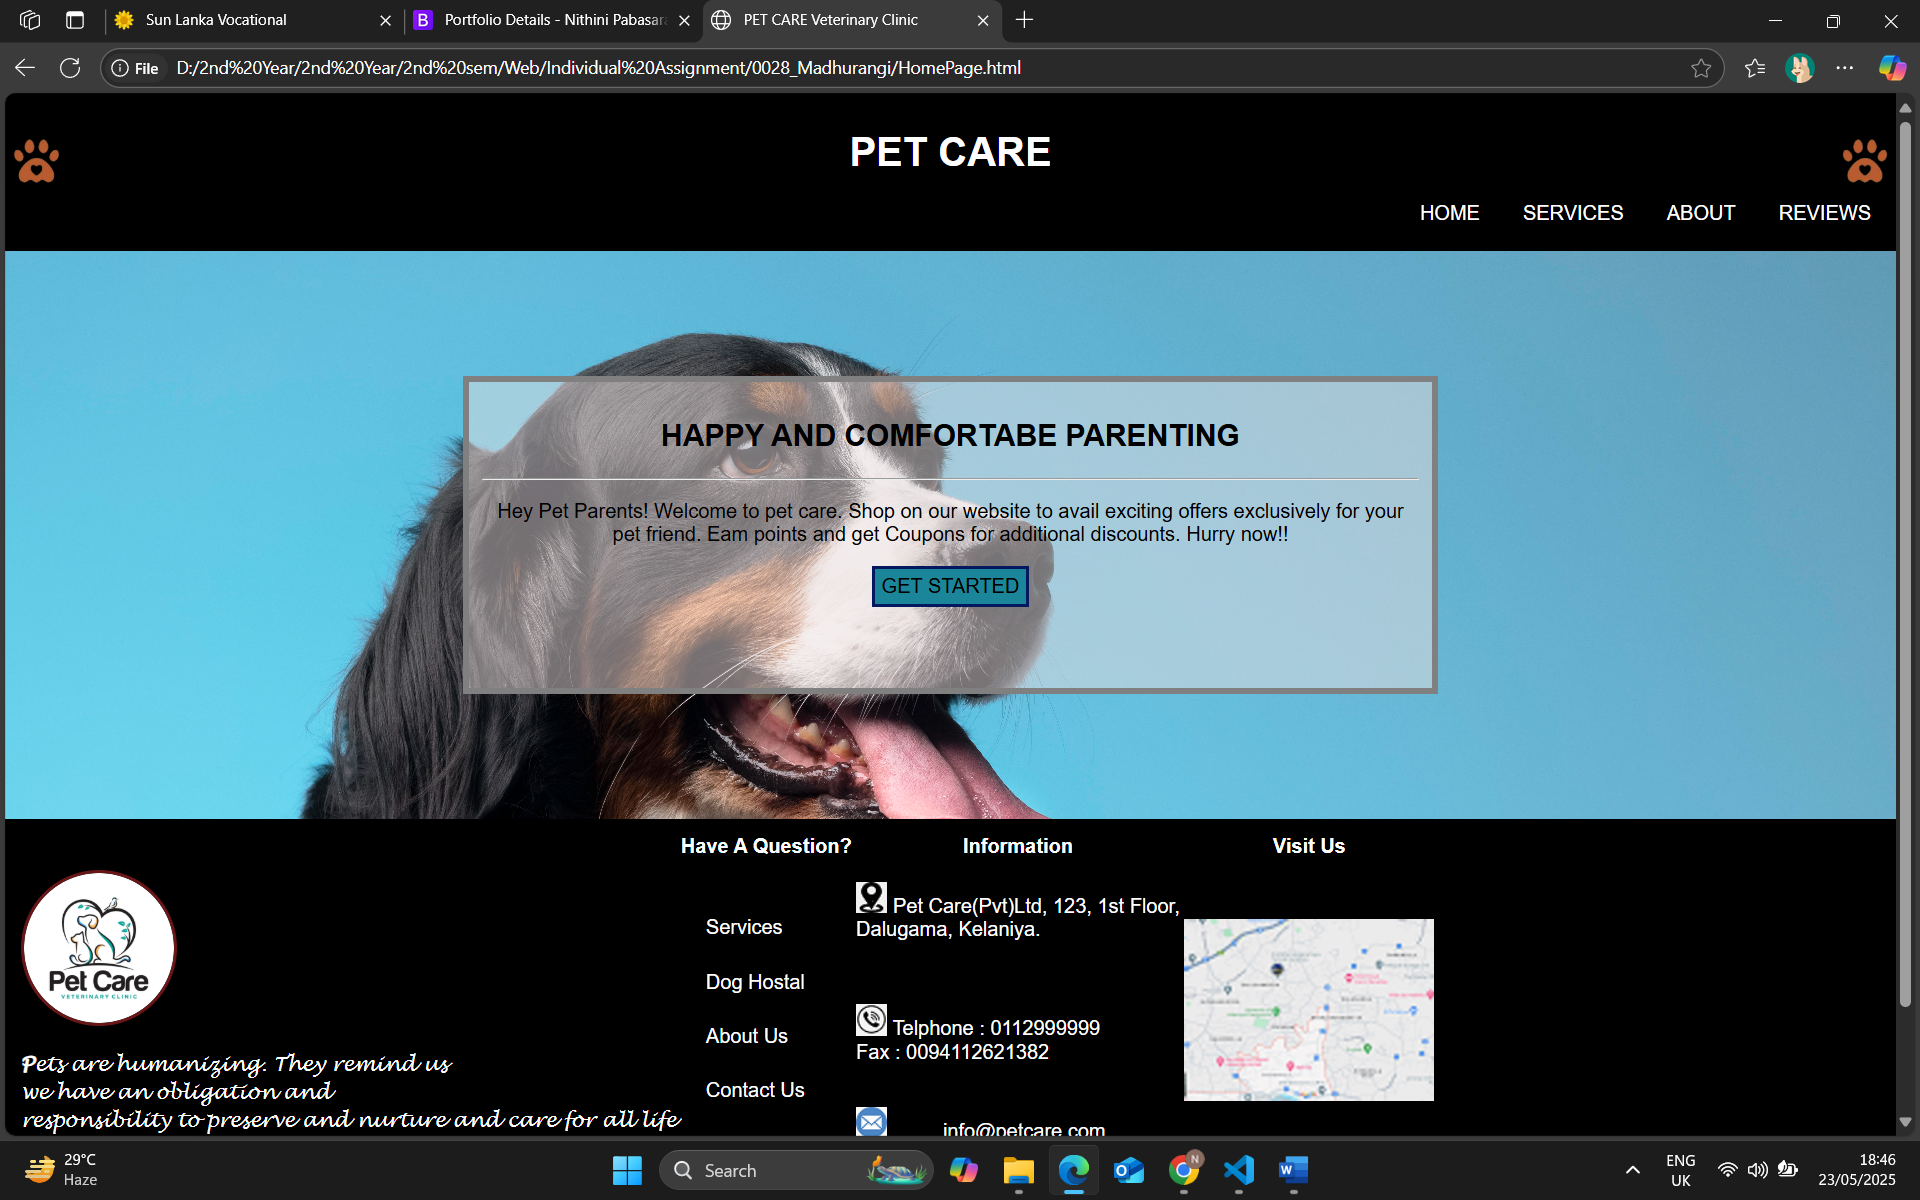 Sun Lanka Vocational
Portfolio Details - Nithini Pabasara
PET CARE Veterinary Clinic
File
D:/2nd%20Year/2nd%20Year/2nd%20sem/Web/Individual%20Assignment/0028_Madhurangi/HomePage.html
PET CARE
HOME SERVICES ABOUT REVIEWS
HAPPY AND COMFORTABE PARENTING
Hey Pet Parents! Welcome to pet care. Shop on our website to avail exciting offers exclusively for your
pet friend. Eam points and get Coupons for additional discounts. Hurry now!!
GET STARTED
Have A Question?
Services
Dog Hostal
About Us
Contact Us
Information
Pet Care(Pvt)Ltd, 123, 1st Floor,
Dalugama, Kelaniya.
Telphone : 0112999999
Fax : 0094112621382
info@petcare.com
Visit Us
Pet Care
VETERINARY CLINIC
Pets are humanizing. They remind us
we have an obligation and
responsibility to preserve and nurture and care for all life
29°C
Haze
Search
ENG
UK
18:46
23/05/2025